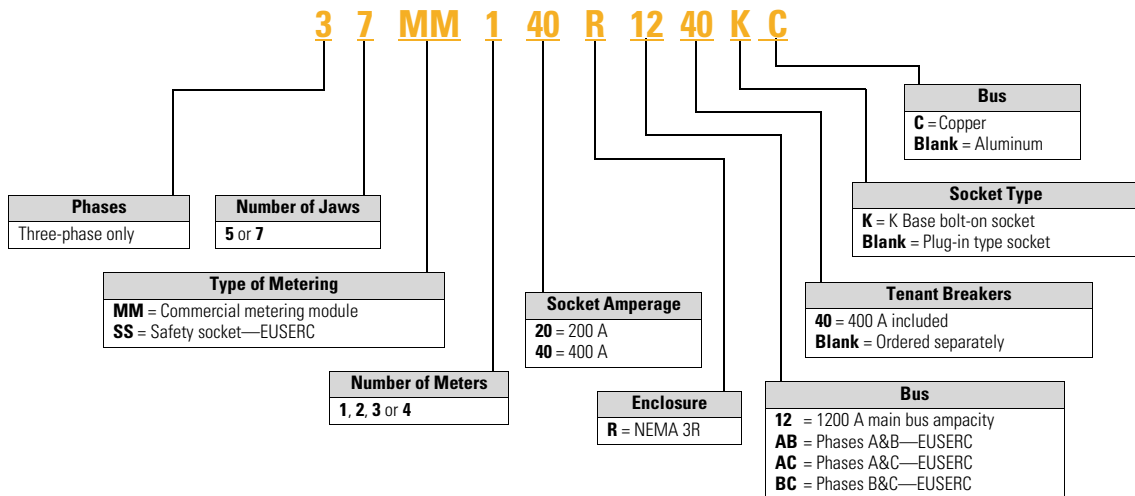 3 7 MM 1 40 R 12 40 K C
Bus
C = Copper
Blank = Aluminum
Phases
Three-phase only
Number of Jaws
5 or 7
Socket Type
K = K Base bolt-on socket
Blank = Plug-in type socket
Type of Metering
MM = Commercial metering module
SS = Safety socket—EUSERC
Socket Amperage
20 = 200 A
40 = 400 A
Tenant Breakers
40 = 400 A included
Blank = Ordered separately
Number of Meters
1, 2, 3 or 4
Enclosure
R = NEMA 3R
Bus
12 = 1200 A main bus ampacity
AB = Phases A&B—EUSERC
AC = Phases A&C—EUSERC
BC = Phases B&C—EUSERC